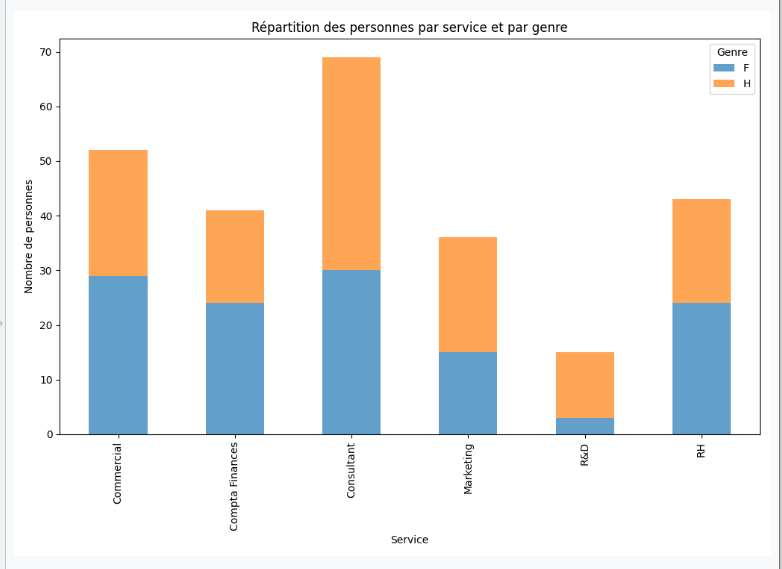 Répartition des personnes par service et par genre
Genre
F
H
Nombre de personnes
70
60
50
40
30
20
10
0
Commercial
Compta Finances
Consultant
Marketing
R&D
RH
Service